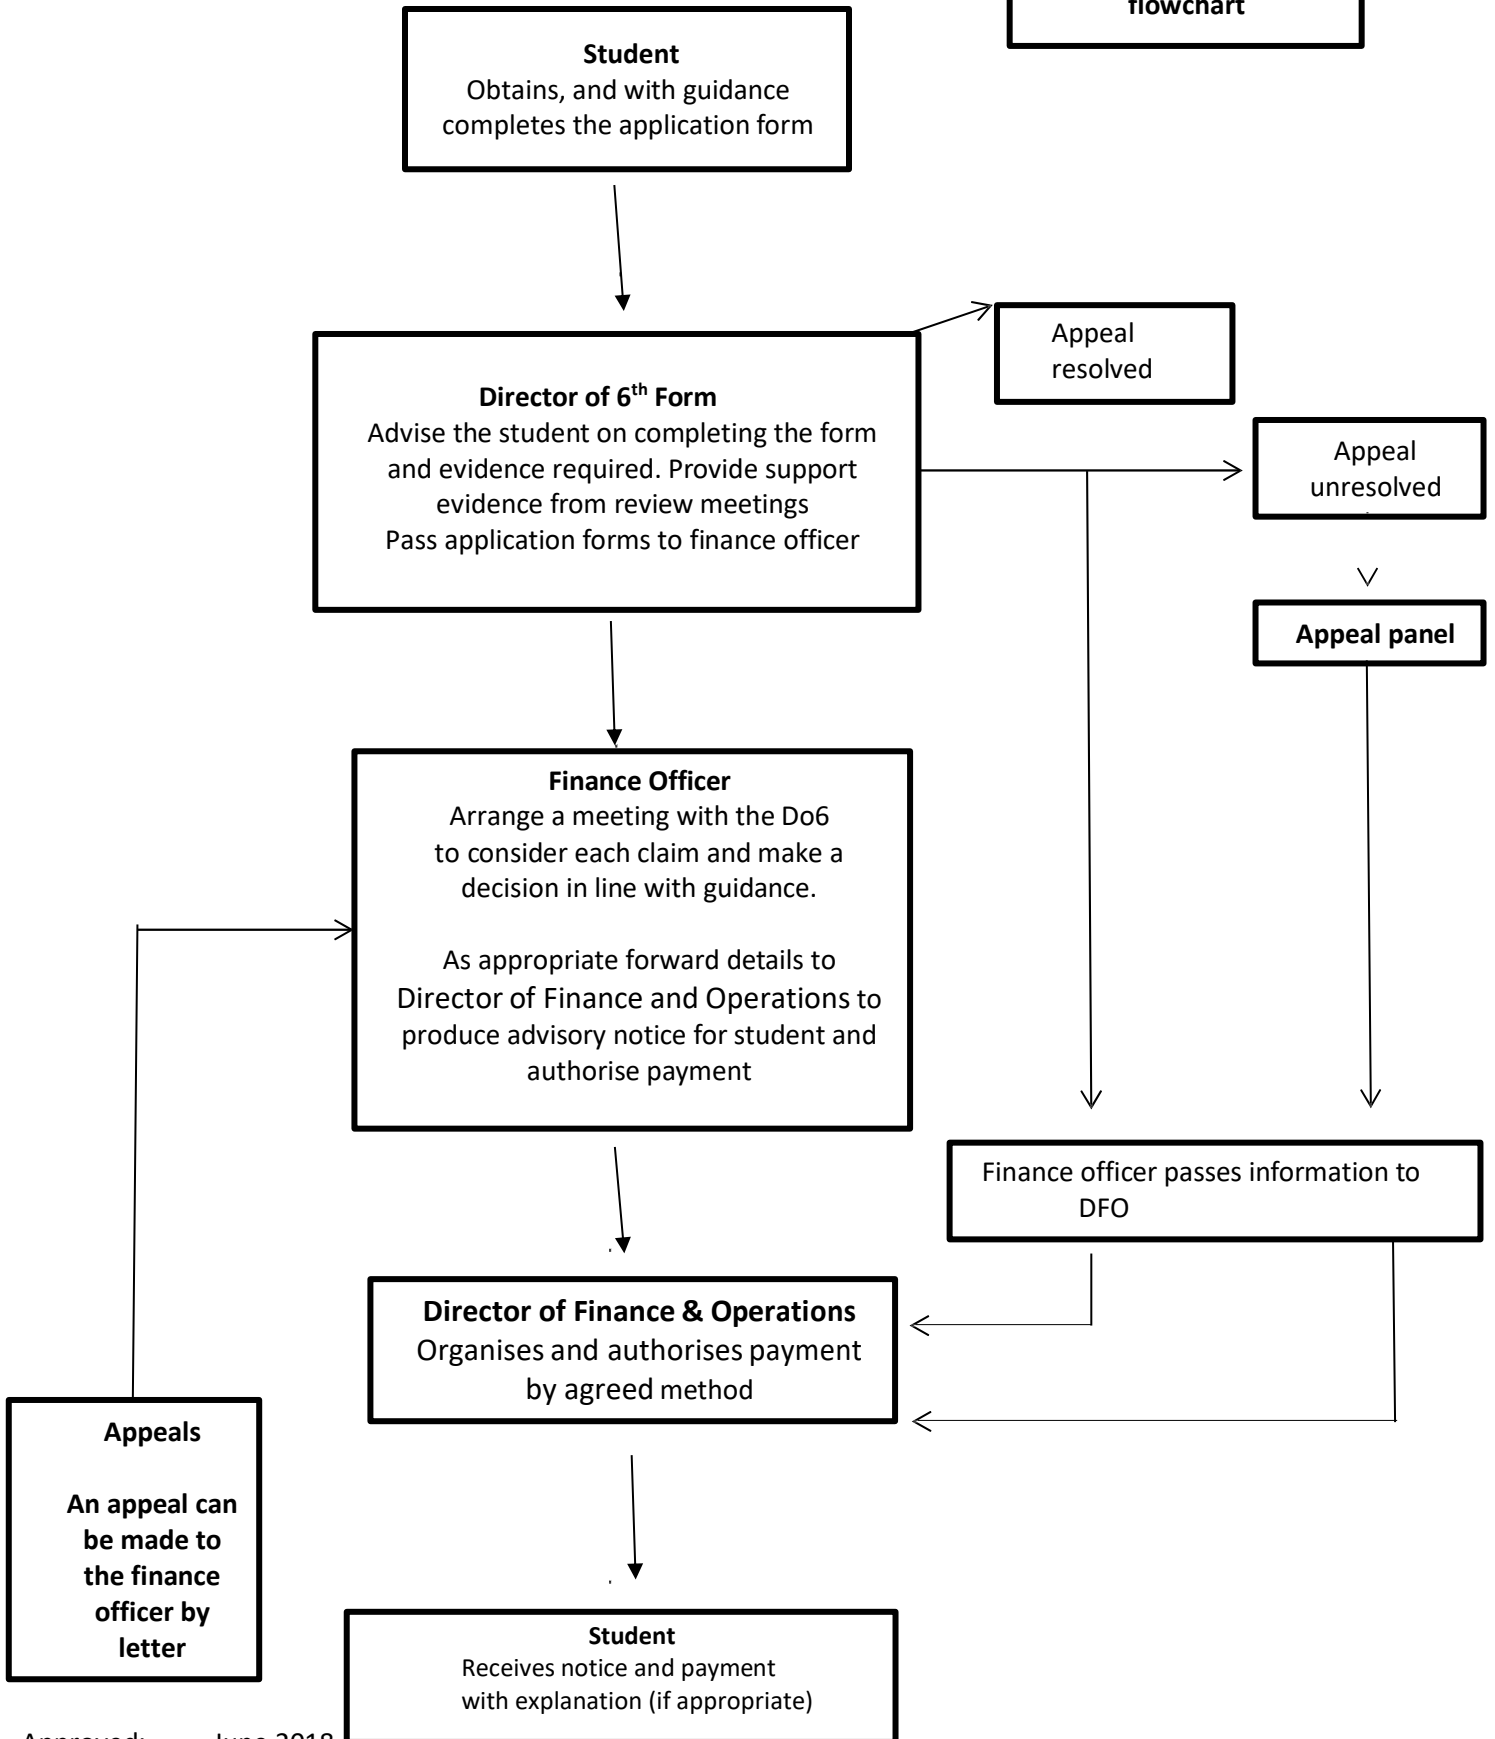 flowchart
Student
Obtains, and with guidance
completes the application form
Appeal
resolved
Director of 6th Form
Advise the student on completing the form
and evidence required. Provide support
evidence from review meetings
Pass application forms to finance officer
Appeal
unresolved
Appeal panel
Finance Officer
Arrange a meeting with the Do6
to consider each claim and make a
decision in line with guidance.
As appropriate forward details to
Director of Finance and Operations to
produce advisory notice for student and
authorise payment
Finance officer passes information to
DFO
Director of Finance & Operations
Organises and authorises payment
by agreed method
Appeals
An appeal can
be made to
the finance
officer by
letter
Student
Receives notice and payment
with explanation (if appropriate)
Approved: June 2018